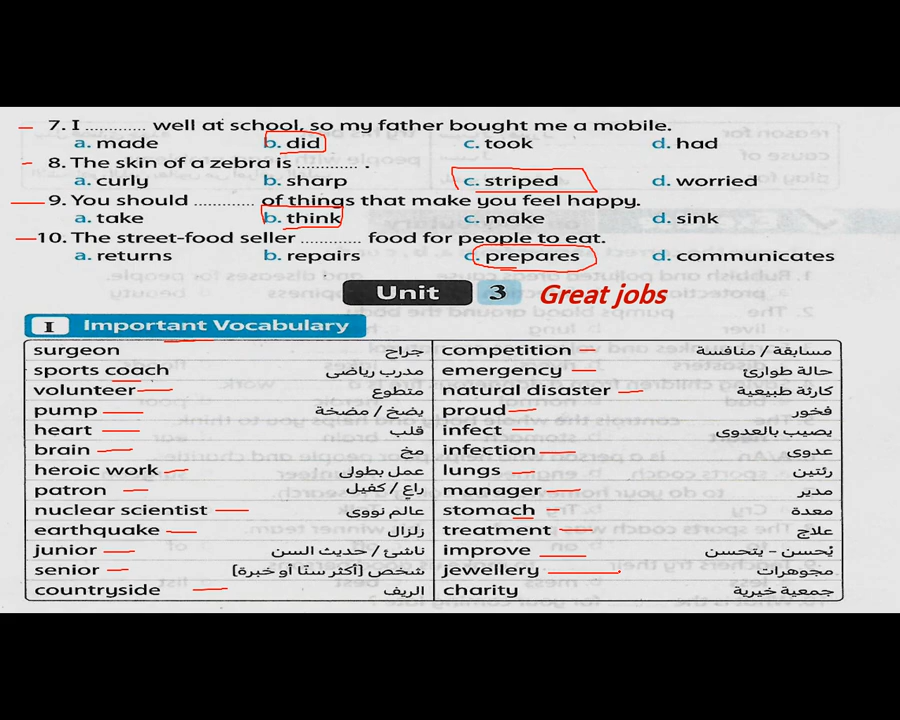 7. I ............ well at school, so my father bought me a mobile.
a. made b. did c. took d. had
8. The skin of a zebra is ............ .
a. curly b. sharp c. striped d. worried
9. You should ............ of things that make you feel happy.
a. take b. think c. make d. sink
10. The street-food seller ............ food for people to eat.
a. returns b. repairs c. prepares d. communicates
Unit 3 Great jobs
I Important Vocabulary
surgeon جراح competition مسابقة / منافسة
sports coach مدرب رياضى emergency حالة طوارئ
volunteer متطوع natural disaster كارثة طبيعية
pump يضخ / مضخة proud فخور
heart قلب infect يصيب بالعدوى
brain مخ infection عدوى
heroic work عمل بطولى lungs رئتين
patron راعٍ / كفيل manager مدير
nuclear scientist عالم نووى stomach معدة
earthquake زلزال treatment علاج
junior ناشئ / حديث السن improve يُحسن - يتحسن
senior شخص (أكثر سنًا أو خبرة) jewellery مجوهرات
countryside الريف charity جمعية خيرية